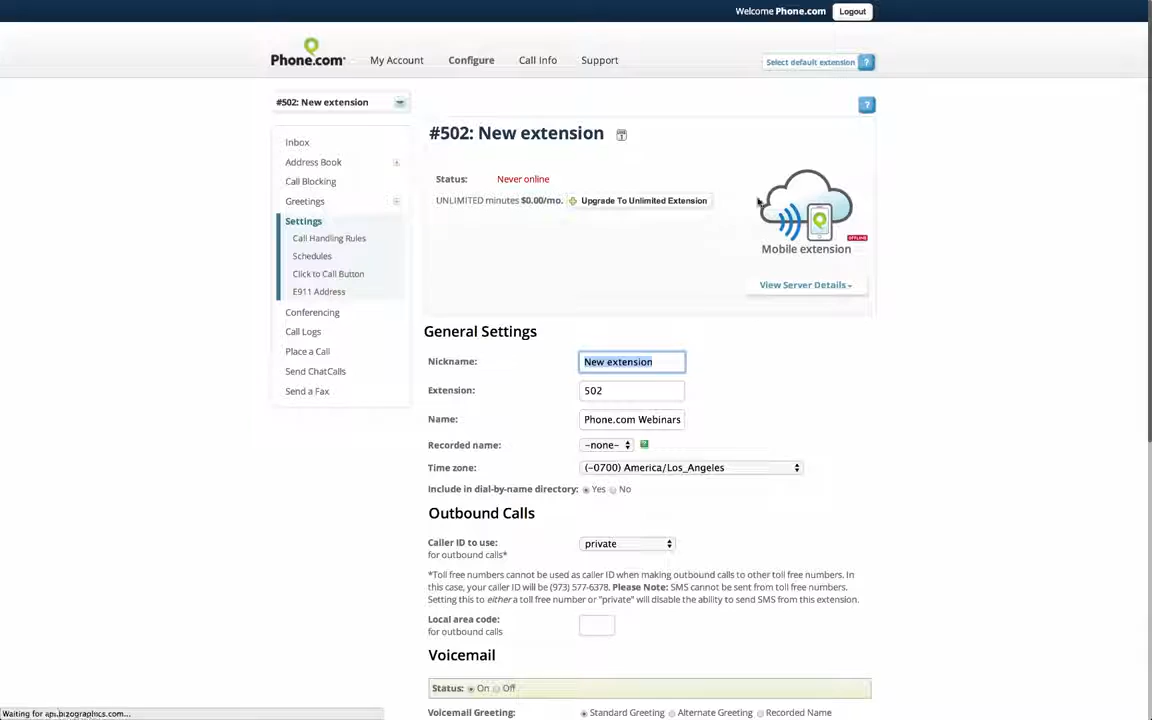 Welcome Phone.com Logout
Phone.com My Account Configure Call Info Support Select default extension ?
#502: New extension ?
Inbox
Address Book
Call Blocking
Greetings
Settings
Call Handling Rules
Schedules
Click to Call Button
E911 Address
Conferencing
Call Logs
Place a Call
Send ChatCalls
Send a Fax
#502: New extension
Status: Never online
UNLIMITED minutes $0.00/mo. Upgrade To Unlimited Extension
OFFLINE
Mobile extension
View Server Details
General Settings
Nickname: New extension
Extension: 502
Name: Phone.com Webinars
Recorded name: -none-
Time zone: (-0700) America/Los_Angeles
Include in dial-by-name directory: Yes No
Outbound Calls
Caller ID to use: private
for outbound calls*
*Toll free numbers cannot be used as caller ID when making outbound calls to other toll free numbers. In
this case, your caller ID will be (973) 577-6378. Please Note: SMS cannot be sent from toll free numbers.
Setting this to either a toll free number or "private" will disable the ability to send SMS from this extension.
Local area code:
for outbound calls
Voicemail
Status: On Off
Voicemail Greeting: Standard Greeting Alternate Greeting Recorded Name
Waiting for api.bizographics.com...